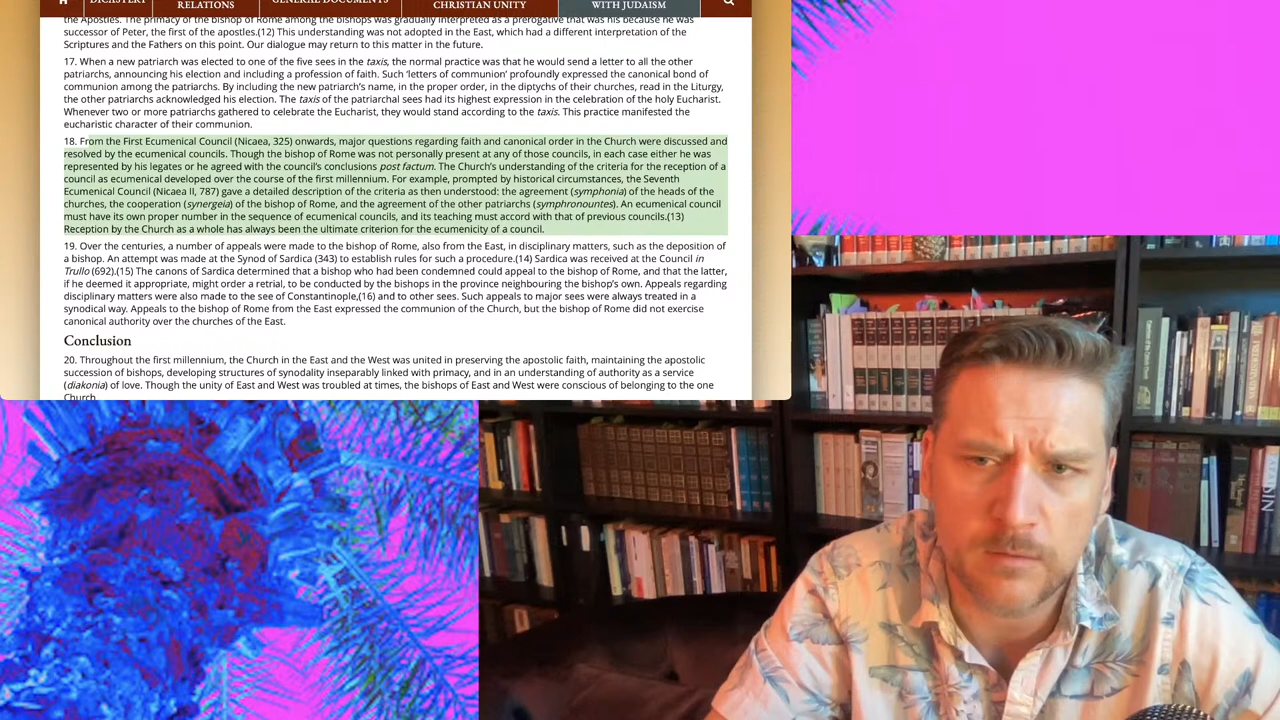 DICASTERY
RELATIONS
GENERAL DOCUMENTS
CHRISTIAN UNITY
WITH JUDAISM
the Apostles. The primacy of the bishop of Rome among the bishops was gradually interpreted as a prerogative that was his because he was
successor of Peter, the first of the apostles.(12) This understanding was not adopted in the East, which had a different interpretation of the
Scriptures and the Fathers on this point. Our dialogue may return to this matter in the future.
17. When a new patriarch was elected to one of the five sees in the taxis, the normal practice was that he would send a letter to all the other
patriarchs, announcing his election and including a profession of faith. Such ‘letters of communion’ profoundly expressed the canonical bond of
communion among the patriarchs. By including the new patriarch’s name, in the proper order, in the diptychs of their churches, read in the Liturgy,
the other patriarchs acknowledged his election. The taxis of the patriarchal sees had its highest expression in the celebration of the holy Eucharist.
Whenever two or more patriarchs gathered to celebrate the Eucharist, they would stand according to the taxis. This practice manifested the
eucharistic character of their communion.
18. From the First Ecumenical Council (Nicaea, 325) onwards, major questions regarding faith and canonical order in the Church were discussed and
resolved by the ecumenical councils. Though the bishop of Rome was not personally present at any of those councils, in each case either he was
represented by his legates or he agreed with the council’s conclusions post factum. The Church’s understanding of the criteria for the reception of a
council as ecumenical developed over the course of the first millennium. For example, prompted by historical circumstances, the Seventh
Ecumenical Council (Nicaea II, 787) gave a detailed description of the criteria as then understood: the agreement (symphonia) of the heads of the
churches, the cooperation (synergeia) of the bishop of Rome, and the agreement of the other patriarchs (symphronountes). An ecumenical council
must have its own proper number in the sequence of ecumenical councils, and its teaching must accord with that of previous councils.(13)
Reception by the Church as a whole has always been the ultimate criterion for the ecumenicity of a council.
19. Over the centuries, a number of appeals were made to the bishop of Rome, also from the East, in disciplinary matters, such as the deposition of
a bishop. An attempt was made at the Synod of Sardica (343) to establish rules for such a procedure.(14) Sardica was received at the Council in
Trullo (692).(15) The canons of Sardica determined that a bishop who had been condemned could appeal to the bishop of Rome, and that the latter,
if he deemed it appropriate, might order a retrial, to be conducted by the bishops in the province neighbouring the bishop’s own. Appeals regarding
disciplinary matters were also made to the see of Constantinople,(16) and to other sees. Such appeals to major sees were always treated in a
synodical way. Appeals to the bishop of Rome from the East expressed the communion of the Church, but the bishop of Rome did not exercise
canonical authority over the churches of the East.
Conclusion
20. Throughout the first millennium, the Church in the East and the West was united in preserving the apostolic faith, maintaining the apostolic
succession of bishops, developing structures of synodality inseparably linked with primacy, and in an understanding of authority as a service
(diakonia) of love. Though the unity of East and West was troubled at times, the bishops of East and West were conscious of belonging to the one
Church.